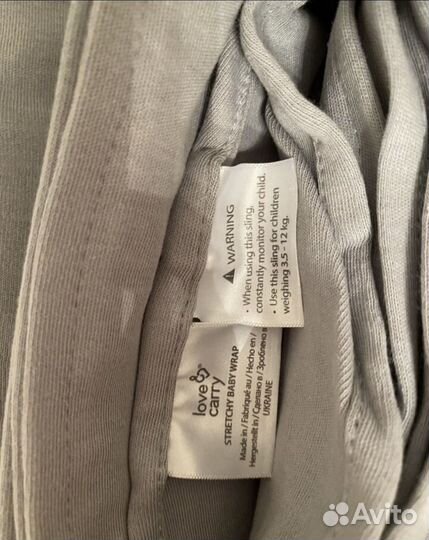 ⚠ WARNING
• When using this sling,
constantly monitor your child.
• Use this sling for children
weighing 3.5 - 12 kg.
love&
carry®
STRETCHY BABY WRAP
Made in / Fabriqué au / Hecho en /
Hergestellt in / Сделано в / Зроблено в
UKRAINE
Avito